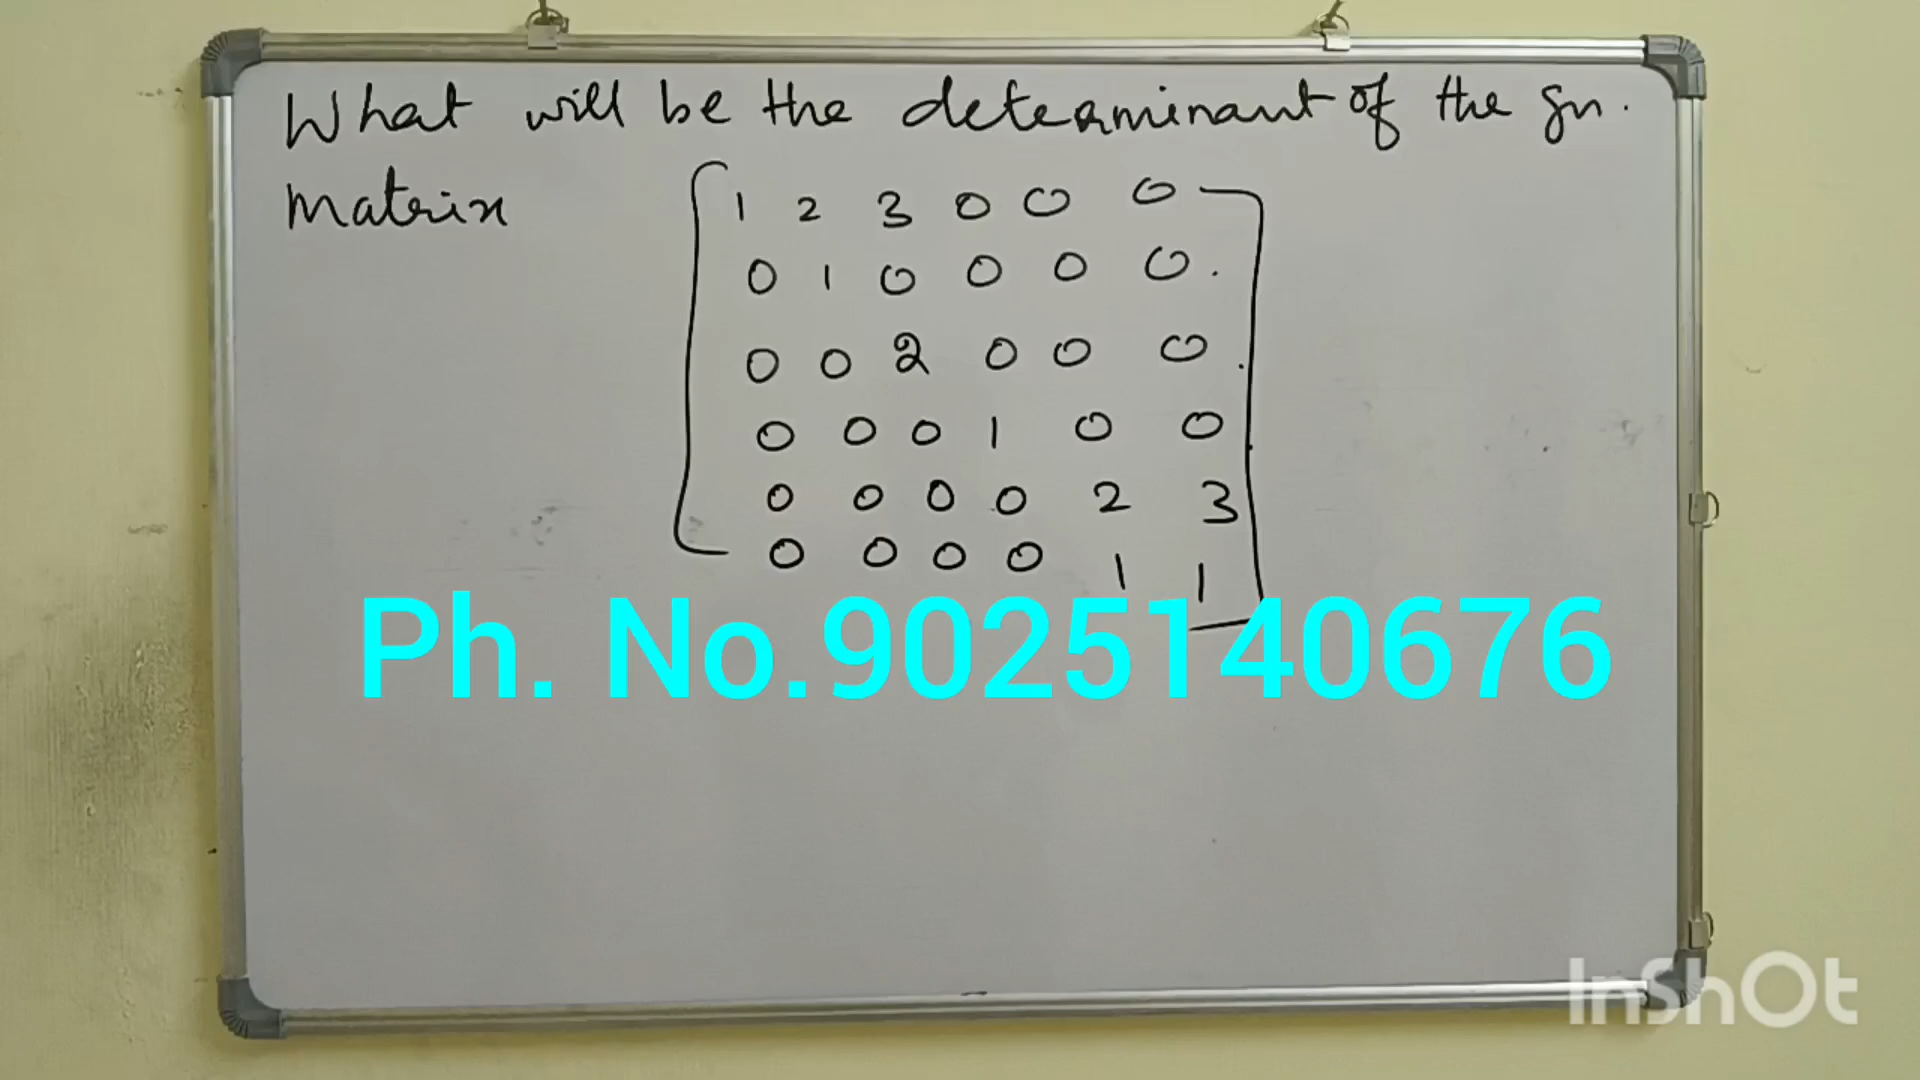 What will be the determinant of the gn.
matrix
1 2 3 0 0 0
0 1 0 0 0 0
0 0 2 0 0 0
0 0 0 1 0 0
0 0 0 0 2 3
0 0 0 0 1 1
Ph. No.9025140676
InShOt